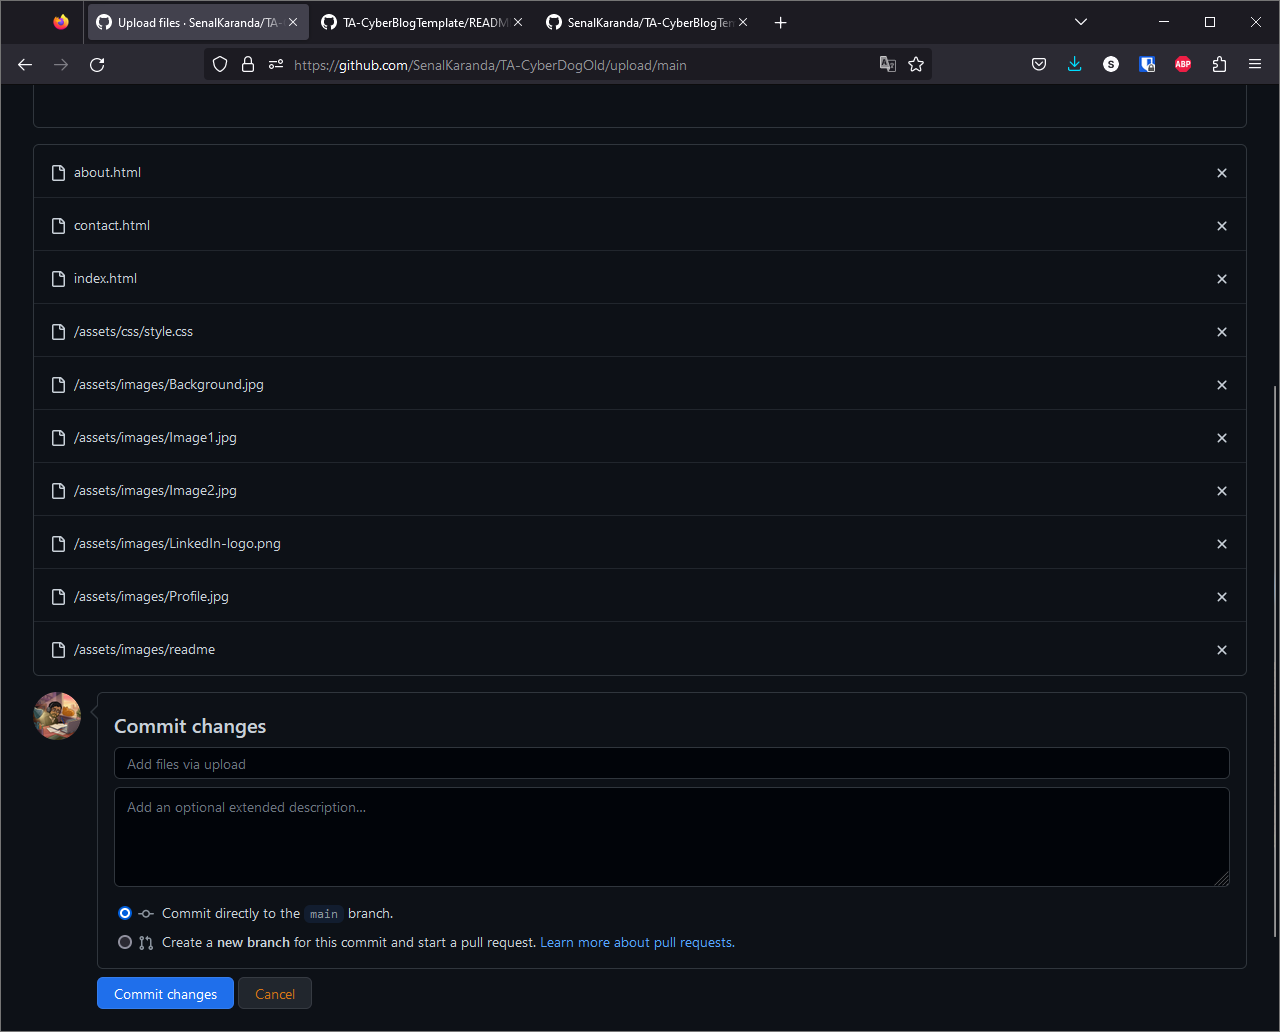 Upload files · SenalKaranda/TA-
TA-CyberBlogTemplate/READM
SenalKaranda/TA-CyberBlogTe
https://github.com/SenalKaranda/TA-CyberDogOld/upload/main
S
ABP
about.html
contact.html
index.html
/assets/css/style.css
/assets/images/Background.jpg
/assets/images/Image1.jpg
/assets/images/Image2.jpg
/assets/images/LinkedIn-logo.png
/assets/images/Profile.jpg
/assets/images/readme
Commit changes
Add files via upload
Add an optional extended description...
Commit directly to the main branch.
Create a new branch for this commit and start a pull request. Learn more about pull requests.
Commit changes
Cancel